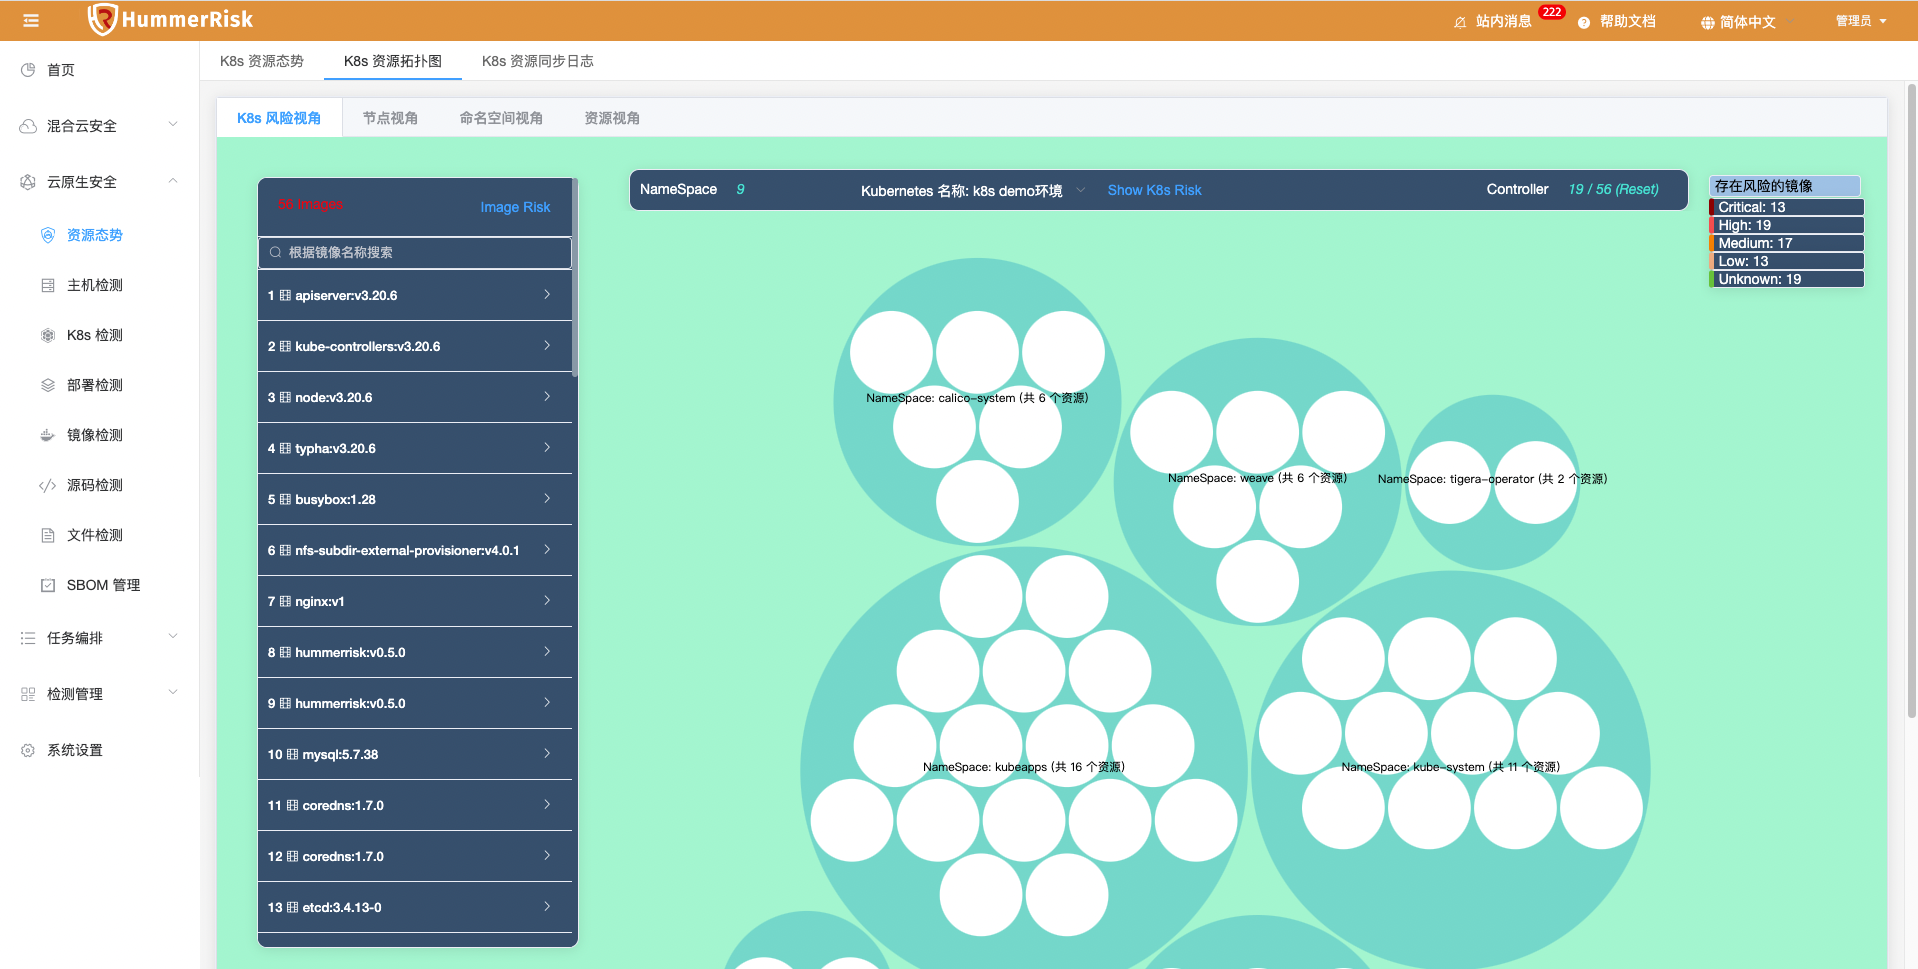 HummerRisk
站内消息 222 帮助文档 简体中文 管理员
首页
混合云安全
云原生安全
资源态势
主机检测
K8s 检测
部署检测
镜像检测
源码检测
文件检测
SBOM 管理
任务编排
检测管理
系统设置
K8s 资源态势 K8s 资源拓扑图 K8s 资源同步日志
K8s 风险视角 节点视角 命名空间视角 资源视角
56 Images Image Risk
根据镜像名称搜索
1 apiserver:v3.20.6
2 kube-controllers:v3.20.6
3 node:v3.20.6
4 typha:v3.20.6
5 busybox:1.28
6 nfs-subdir-external-provisioner:v4.0.1
7 nginx:v1
8 hummerrisk:v0.5.0
9 hummerrisk:v0.5.0
10 mysql:5.7.38
11 coredns:1.7.0
12 coredns:1.7.0
13 etcd:3.4.13-0
NameSpace 9 Kubernetes 名称: k8s demo环境 Show K8s Risk Controller 19 / 56 (Reset)
存在风险的镜像
Critical: 13
High: 19
Medium: 17
Low: 13
Unknown: 19
NameSpace: calico-system (共 6 个资源)
NameSpace: weave (共 6 个资源)
NameSpace: tigera-operator (共 2 个资源)
NameSpace: kubeapps (共 16 个资源)
NameSpace: kube-system (共 11 个资源)